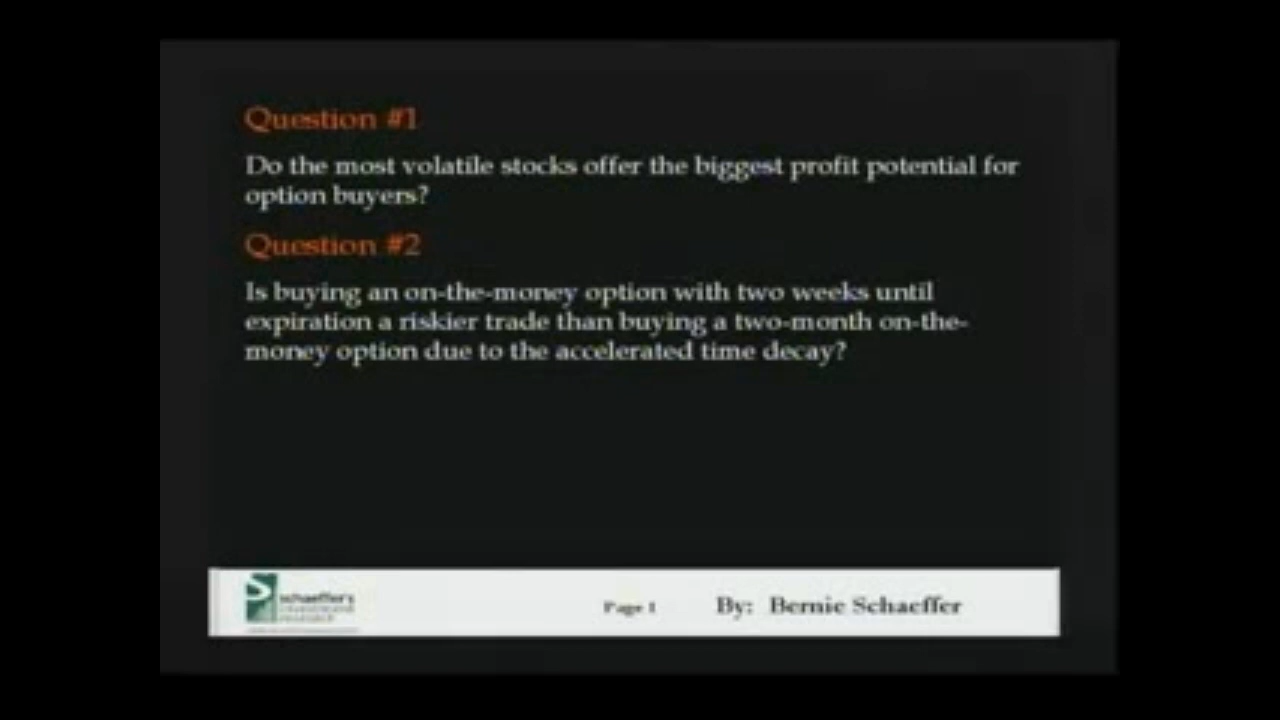 Question #1
Do the most volatile stocks offer the biggest profit potential for
option buyers?
Question #2
Is buying an on-the-money option with two weeks until
expiration a riskier trade than buying a two-month on-the-
money option due to the accelerated time decay?
schaeffer's
Page 1
By: Bernie Schaeffer